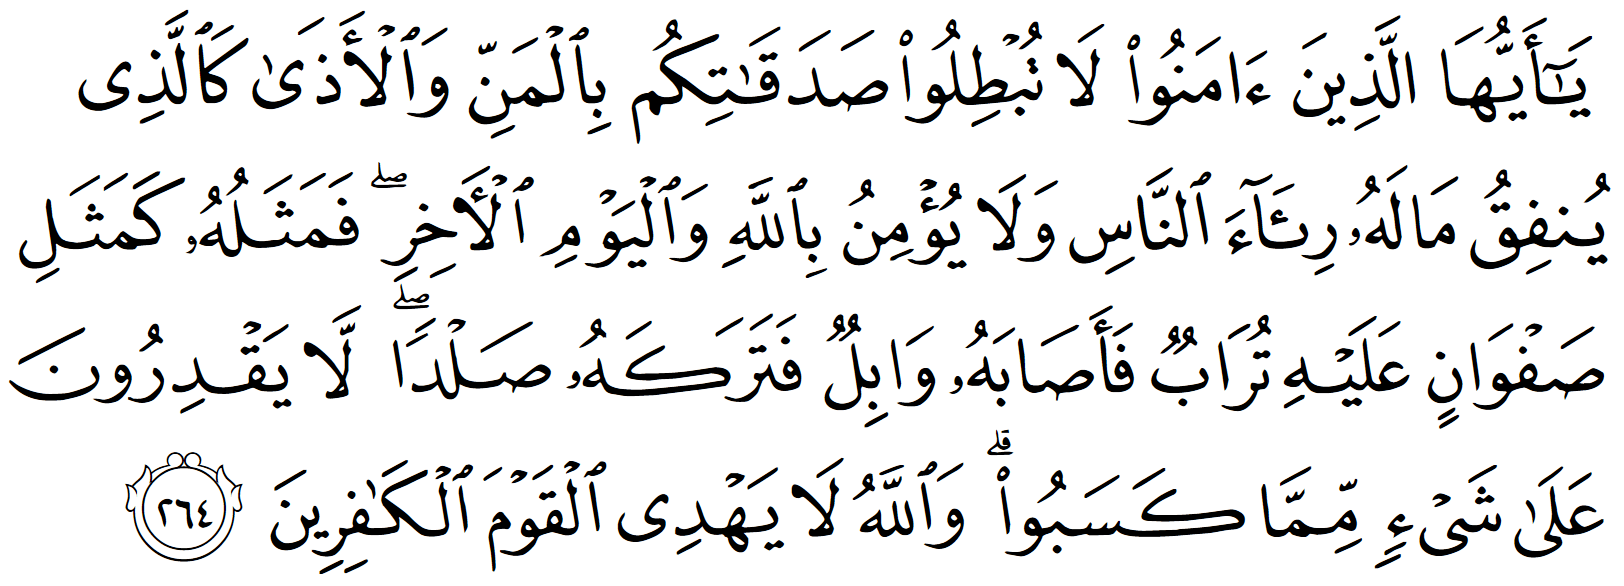 يَٰٓأَيُّهَا الَّذِينَ ءَامَنُوا۟ لَا تُبْطِلُوا۟ صَدَقَٰتِكُم بِٱلْمَنِّ وَٱلْأَذَىٰ كَٱلَّذِى
يُنفِقُ مَالَهُۥ رِئَآءَ ٱلنَّاسِ وَلَا يُؤْمِنُ بِٱللَّهِ وَٱلْيَوْمِ ٱلْـَٔاخِرِ ۖ فَمَثَلُهُۥ كَمَثَلِ
صَفْوَانٍ عَلَيْهِ تُرَابٌ فَأَصَابَهُۥ وَابِلٌ فَتَرَكَهُۥ صَلْدًا ۖ لَّا يَقْدِرُونَ
عَلَىٰ شَىْءٍ مِّمَّا كَسَبُوا۟ ۗ وَٱللَّهُ لَا يَهْدِى ٱلْقَوْمَ ٱلْكَٰفِرِينَ ٢٦٤